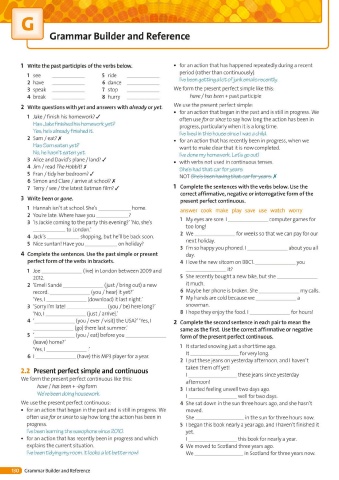 G
Grammar Builder and Reference
1 Write the past participles of the verbs below.
1 see ________ 5 ride ________
2 have ________ 6 dance ________
3 speak ________ 7 stop ________
4 break ________ 8 hurry ________
2 Write questions with yet and answers with already or yet.
1 Jake / finish his homework? ✓
Has Jake finished his homework yet?
Yes, he's already finished it.
2 Sam / eat? ✗
Has Sam eaten yet?
No, he hasn't eaten yet.
3 Alice and David's plane / land? ✓
4 Jim / read The Hobbit? ✗
5 Fran / tidy her bedroom? ✓
6 Simon and Clare / arrive at school? ✗
7 Terry / see / the latest Batman film? ✓
3 Write been or gone.
1 Hannah isn't at school. She's ________ home.
2 You're late. Where have you ________?
3 'Is Jackie coming to the party this evening?' 'No, she's
________ to London.'
4 Jack's ________ shopping, but he'll be back soon.
5 Nice suntan! Have you ________ on holiday?
4 Complete the sentences. Use the past simple or present
perfect form of the verbs in brackets.
1 Joe ________ (live) in London between 2009 and
2012.
2 'Emeli Sandé ________ (just / bring out) a new
record. ________ (you / hear) it yet?'
'Yes, I ________ (download) it last night.'
3 'Sorry I'm late! ________ (you / be) here long?'
'No, I ________ (just / arrive).'
4 '________ (you / ever / visit) the USA?' 'Yes, I
________ (go) there last summer.'
5 '________ (you / eat) before you ________
(leave) home?'
'Yes, I ________.'
6 I ________ (have) this MP3 player for a year.
2.2 Present perfect simple and continuous
We form the present perfect continuous like this:
have / has been + -ing form
We've been doing homework.
We use the present perfect continuous:
• for an action that began in the past and is still in progress. We
often use for or since to say how long the action has been in
progress.
I've been learning the saxophone since 2010.
• for an action that has recently been in progress and which
explains the current situation.
I've been tidying my room. It looks a lot better now!
• for an action that has happened repeatedly during a recent
period (rather than continuously).
I've been getting a lot of junk emails recently.
We form the present perfect simple like this:
have / has been + past participle
We use the present perfect simple:
• for an action that began in the past and is still in progress. We
often use for or since to say how long the action has been in
progress, particularly when it is a long time.
I've lived in this house since I was a child.
• for an action that has recently been in progress, when we
want to make clear that it is now completed.
I've done my homework. Let's go out!
• with verbs not used in continuous tenses.
She's had that car for years.
NOT She's been having that car for years. ✗
1 Complete the sentences with the verbs below. Use the
correct affirmative, negative or interrogative form of the
present perfect continuous.
answer cook make play save use watch worry
1 My eyes are sore. I ________ computer games for
too long!
2 We ________ for weeks so that we can pay for our
next holiday.
3 I'm so happy you phoned. I ________ about you all
day.
4 I love the new sitcom on BBC1. ________ you
________ it?
5 She recently bought a new bike, but she ________
it much.
6 Maybe her phone is broken. She ________ my calls.
7 My hands are cold because we ________ a
snowman.
8 I hope they enjoy the food. I ________ for hours!
2 Complete the second sentence in each pair to mean the
same as the first. Use the correct affirmative or negative
form of the present perfect continuous.
1 It started snowing just a short time ago.
It ________ for very long.
2 I put these jeans on yesterday afternoon, and I haven't
taken them off yet!
I ________ these jeans since yesterday
afternoon!
3 I started feeling unwell two days ago.
I ________ well for two days.
4 She sat down in the sun three hours ago, and she hasn't
moved.
She ________ in the sun for three hours now.
5 I began this book nearly a year ago, and I haven't finished it
yet.
I ________ this book for nearly a year.
6 We moved to Scotland three years ago.
We ________ in Scotland for three years now.
Grammar Builder and Reference